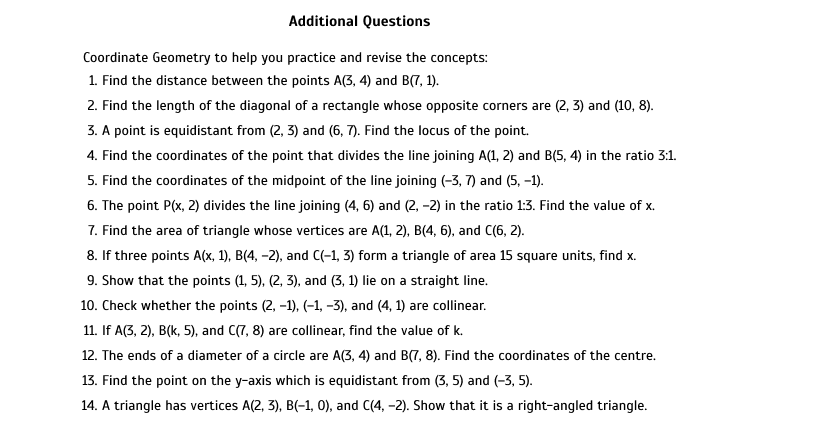 Additional Questions
Coordinate Geometry to help you practice and revise the concepts:
1. Find the distance between the points A(3, 4) and B(7, 1).
2. Find the length of the diagonal of a rectangle whose opposite corners are (2, 3) and (10, 8).
3. A point is equidistant from (2, 3) and (6, 7). Find the locus of the point.
4. Find the coordinates of the point that divides the line joining A(1, 2) and B(5, 4) in the ratio 3:1.
5. Find the coordinates of the midpoint of the line joining (−3, 7) and (5, −1).
6. The point P(x, 2) divides the line joining (4, 6) and (2, −2) in the ratio 1:3. Find the value of x.
7. Find the area of triangle whose vertices are A(1, 2), B(4, 6), and C(6, 2).
8. If three points A(x, 1), B(4, −2), and C(−1, 3) form a triangle of area 15 square units, find x.
9. Show that the points (1, 5), (2, 3), and (3, 1) lie on a straight line.
10. Check whether the points (2, −1), (−1, −3), and (4, 1) are collinear.
11. If A(3, 2), B(k, 5), and C(7, 8) are collinear, find the value of k.
12. The ends of a diameter of a circle are A(3, 4) and B(7, 8). Find the coordinates of the centre.
13. Find the point on the y-axis which is equidistant from (3, 5) and (−3, 5).
14. A triangle has vertices A(2, 3), B(−1, 0), and C(4, −2). Show that it is a right-angled triangle.